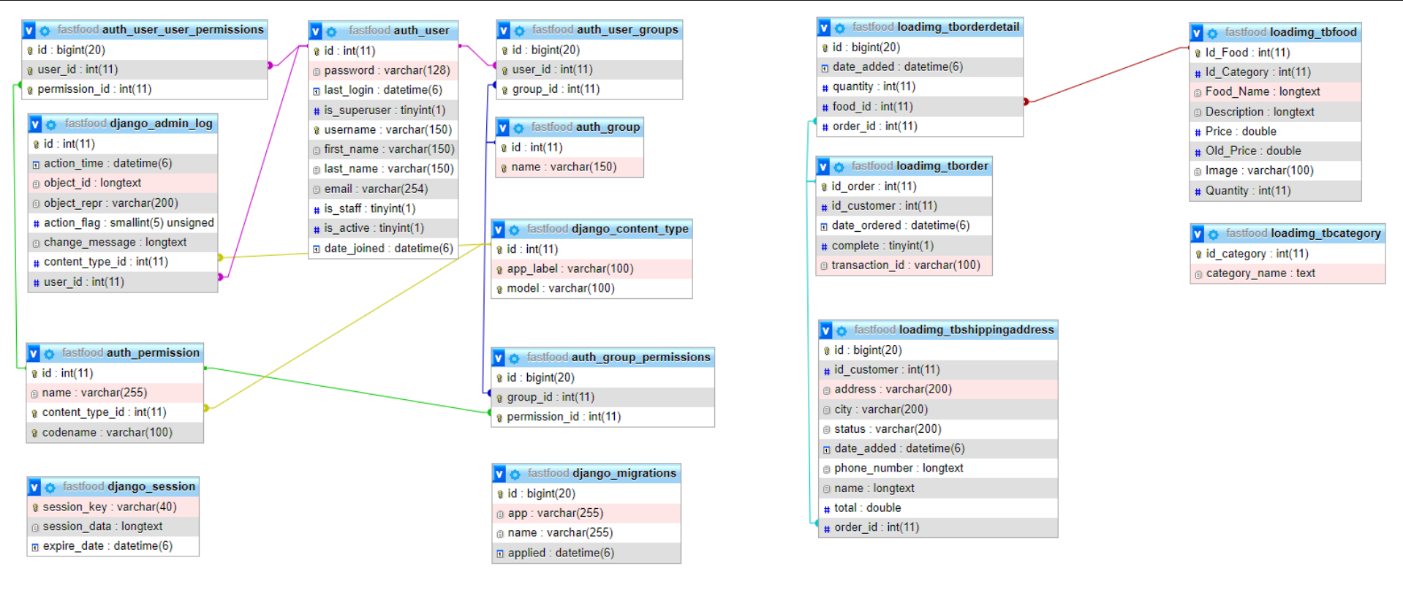 fastfood auth_user_user_permissions
id : bigint(20)
user_id : int(11)
permission_id : int(11)
fastfood django_admin_log
id : int(11)
action_time : datetime(6)
object_id : longtext
object_repr : varchar(200)
action_flag : smallint(5) unsigned
change_message : longtext
content_type_id : int(11)
user_id : int(11)
fastfood auth_permission
id : int(11)
name : varchar(255)
content_type_id : int(11)
codename : varchar(100)
fastfood django_session
session_key : varchar(40)
session_data : longtext
expire_date : datetime(6)
fastfood auth_user
id : int(11)
password : varchar(128)
last_login : datetime(6)
is_superuser : tinyint(1)
username : varchar(150)
first_name : varchar(150)
last_name : varchar(150)
email : varchar(254)
is_staff : tinyint(1)
is_active : tinyint(1)
date_joined : datetime(6)
fastfood auth_user_groups
id : bigint(20)
user_id : int(11)
group_id : int(11)
fastfood auth_group
id : int(11)
name : varchar(150)
fastfood django_content_type
id : int(11)
app_label : varchar(100)
model : varchar(100)
fastfood auth_group_permissions
id : bigint(20)
group_id : int(11)
permission_id : int(11)
fastfood django_migrations
id : bigint(20)
app : varchar(255)
name : varchar(255)
applied : datetime(6)
fastfood loadimg_tborderdetail
id : bigint(20)
date_added : datetime(6)
quantity : int(11)
food_id : int(11)
order_id : int(11)
fastfood loadimg_tborder
id_order : int(11)
id_customer : int(11)
date_ordered : datetime(6)
complete : tinyint(1)
transaction_id : varchar(100)
fastfood loadimg_tbshippingaddress
id : bigint(20)
id_customer : int(11)
address : varchar(200)
city : varchar(200)
status : varchar(200)
date_added : datetime(6)
phone_number : longtext
name : longtext
total : double
order_id : int(11)
fastfood loadimg_tbfood
Id_Food : int(11)
Id_Category : int(11)
Food_Name : longtext
Description : longtext
Price : double
Old_Price : double
Image : varchar(100)
Quantity : int(11)
fastfood loadimg_tbcategory
id_category : int(11)
category_name : text